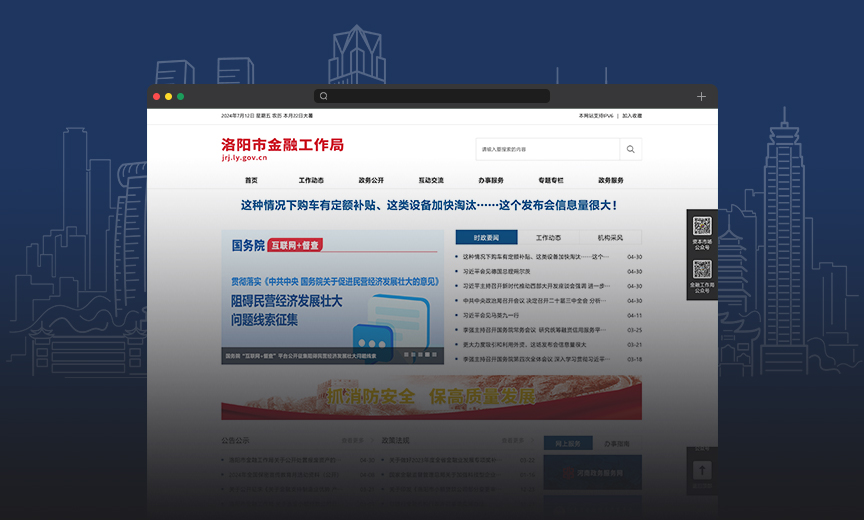 2024年7月12日 星期五
本网站支持IPV6 | 加入收藏
洛阳市金融工作局
jrj.ly.gov.cn
请输入要搜索的内容
首页 工作动态 政务公开 互动交流 办事服务 专题专栏 政务服务
这种情况下购车有定额补贴、这类设备加快淘汰……这个发布会信息量很大！
国务院 互联网+督查
贯彻落实《中共中央 国务院关于促进民营经济发展壮大的意见》
阻碍民营经济发展壮大
问题线索征集
国务院“互联网+督查”平台公开征集阻碍民营经济发展壮大问题线索
时政要闻 工作动态 机构采风
这种情况下购车有定额补贴、这类设备加快淘汰……这个… 04-30
习近平会见德国总理朔尔茨 04-30
习近平主持召开新时代推动西部大开发座谈会强调 进一步… 04-30
中共中央政治局召开会议 决定召开二十届三中全会 分析… 04-30
习近平会见马英九一行 04-11
李强主持召开国务院常务会议 研究统筹融资信用服务平… 04-03
更大力度吸引和利用外资，这场发布会信息量很大 03-21
李强主持召开国务院第四次全体会议 深入学习贯彻习近平… 03-18
资本市场
公众号
金融工作局
公众号
抓消防安全 保高质量发展
公告公示 查看更多
政策法规 查看更多
网上服务 办事指南